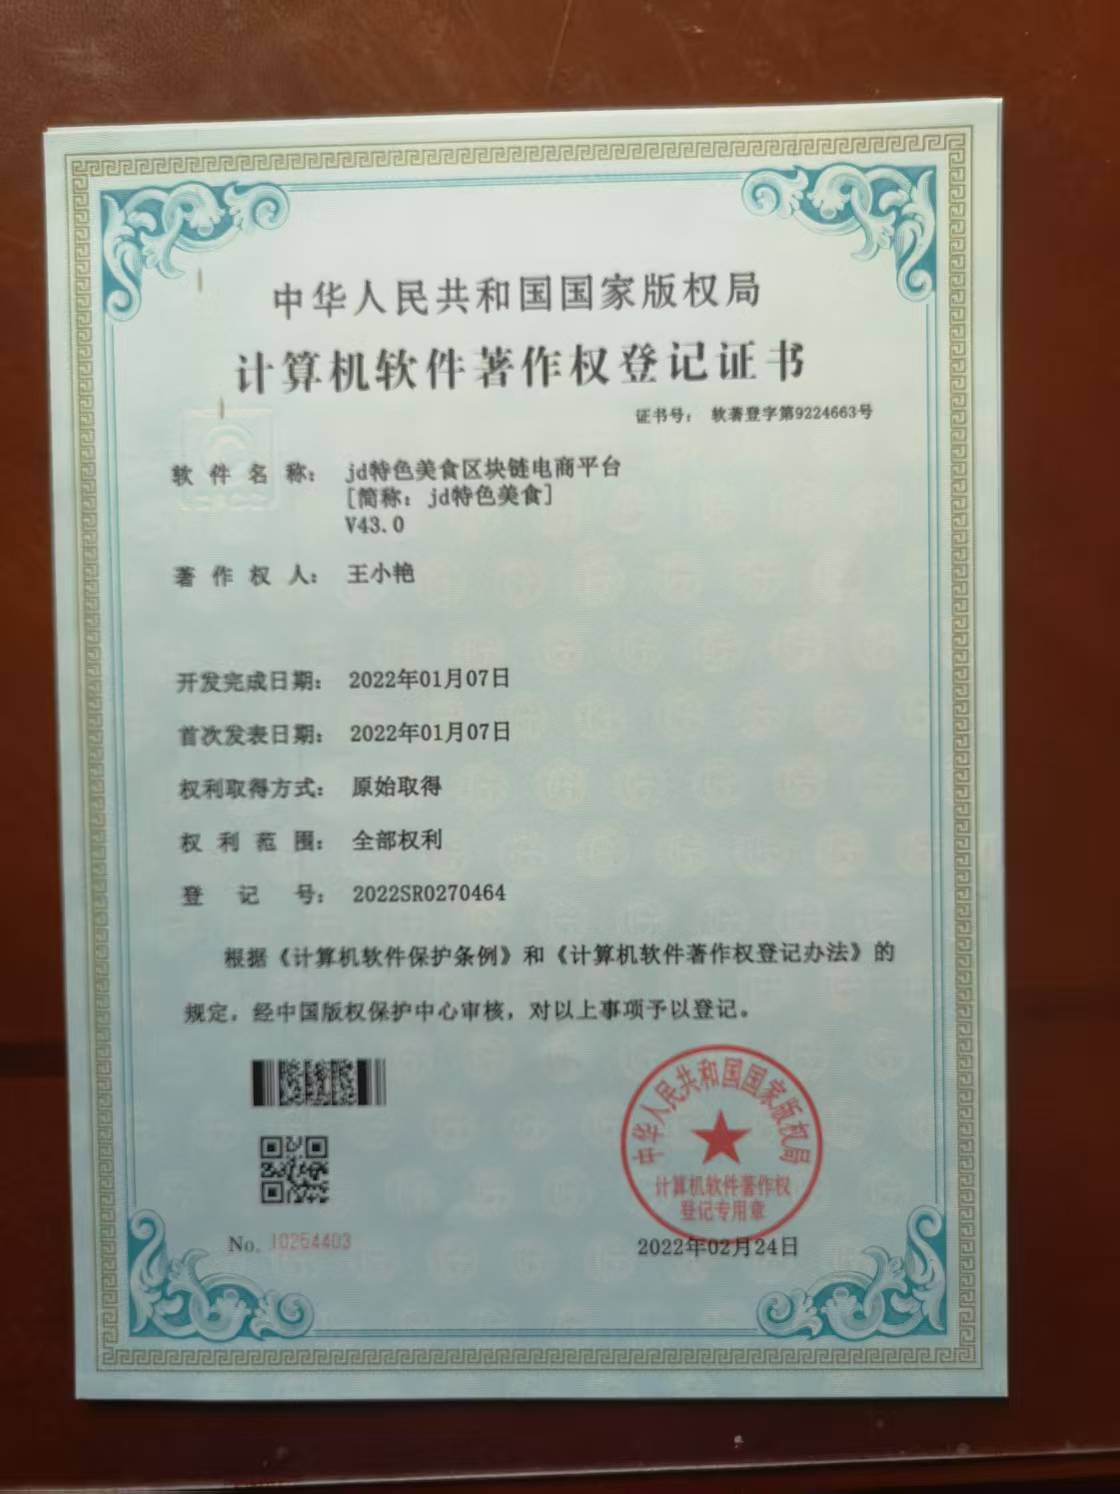 中华人民共和国国家版权局
计算机软件著作权登记证书
证书号： 软著登字第9224663号
软件名称： jd特色美食区块链电商平台
[简称：jd特色美食]
V43.0
著作权人： 王小艳
开发完成日期： 2022年01月07日
首次发表日期： 2022年01月07日
权利取得方式： 原始取得
权利范围： 全部权利
登记号： 2022SR0270464
根据《计算机软件保护条例》和《计算机软件著作权登记办法》的
规定，经中国版权保护中心审核，对以上事项予以登记。
中华人民共和国国家版权局
计算机软件著作权
登记专用章
No. 10264403
2022年02月24日